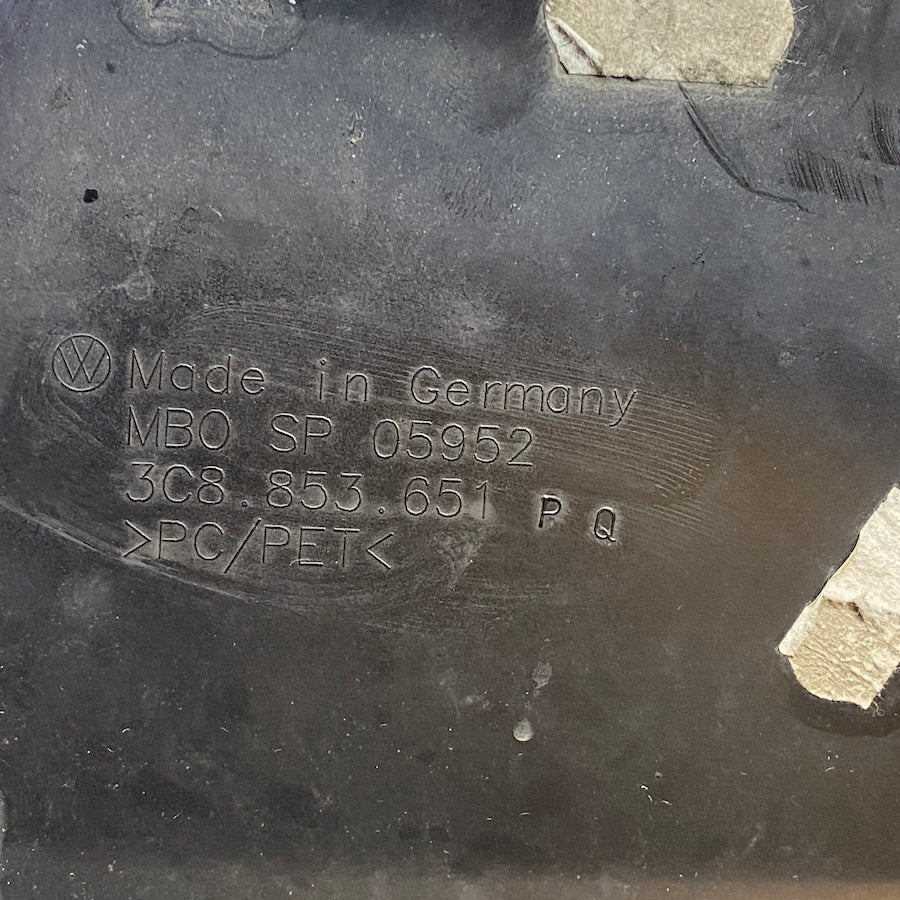 Made in Germany
MBO SP 05952
3C8.853.651 P Q
>PC/PET<